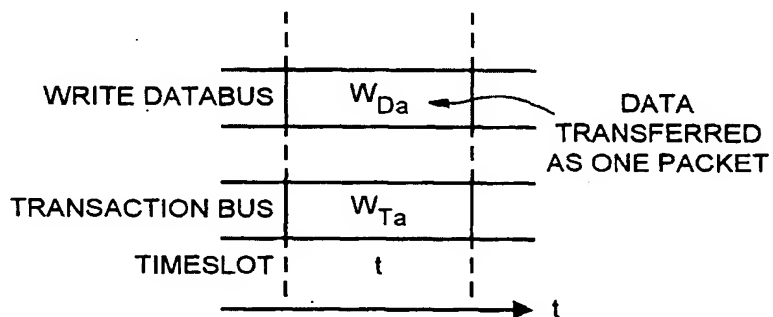 WRITE DATABUS
W_Da
DATA
TRANSFERRED
AS ONE PACKET
TRANSACTION BUS
W_Ta
TIMESLOT
t
t